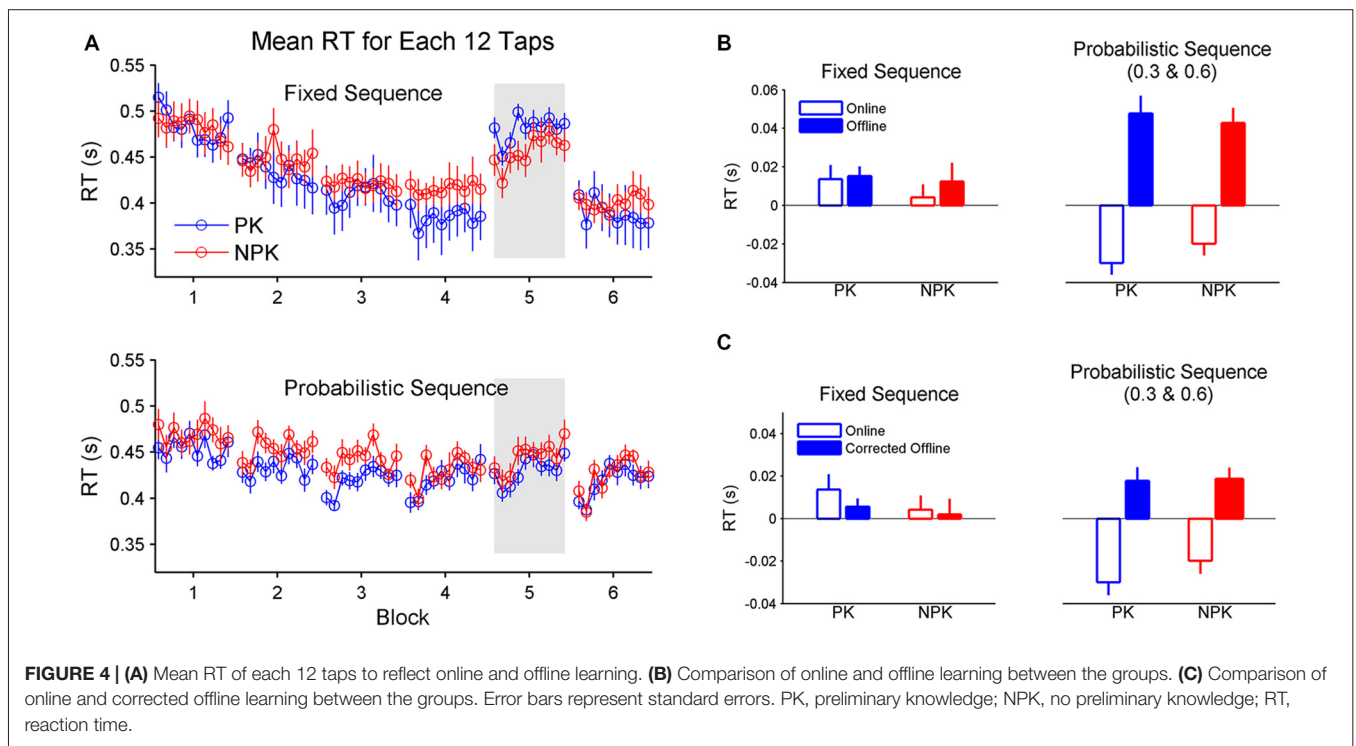 A
Mean RT for Each 12 Taps
0.55
0.5
0.45
0.4
0.35
RT (s)
Fixed Sequence
PK
NPK
1 2 3 4 5 6
0.55
0.5
0.45
0.4
0.35
RT (s)
Probabilistic Sequence
1 2 3 4 5 6
Block
B
Fixed Sequence
Probabilistic Sequence
(0.3 & 0.6)
0.06
0.04
0.02
0
-0.02
-0.04
RT (s)
Online
Offline
PK NPK
PK NPK
C
Fixed Sequence
Probabilistic Sequence
(0.3 & 0.6)
0.04
0.02
0
-0.02
-0.04
RT (s)
Online
Corrected Offline
PK NPK
PK NPK
FIGURE 4 | (A) Mean RT of each 12 taps to reflect online and offline learning. (B) Comparison of online and offline learning between the groups. (C) Comparison of
online and corrected offline learning between the groups. Error bars represent standard errors. PK, preliminary knowledge; NPK, no preliminary knowledge; RT,
reaction time.